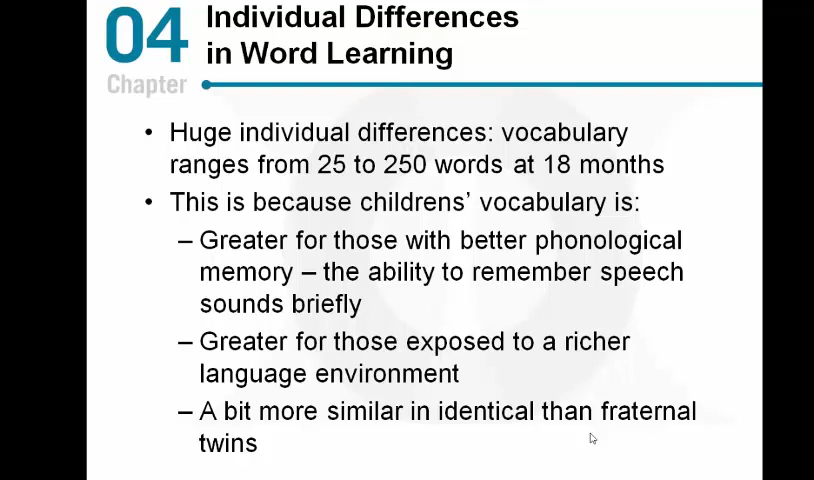 04
Chapter
Individual Differences
in Word Learning
• Huge individual differences: vocabulary
ranges from 25 to 250 words at 18 months
• This is because childrens' vocabulary is:
– Greater for those with better phonological
memory – the ability to remember speech
sounds briefly
– Greater for those exposed to a richer
language environment
– A bit more similar in identical than fraternal
twins